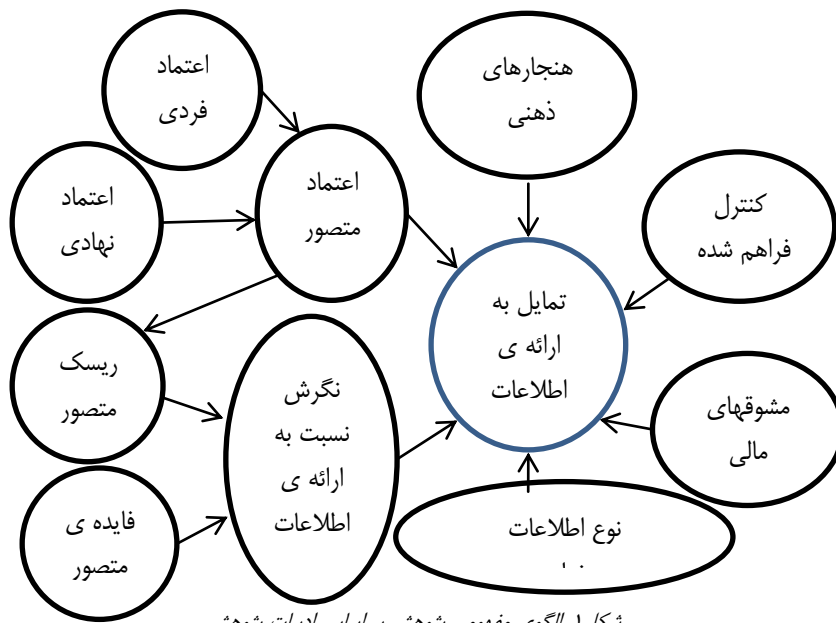 اعتماد
فردی
هنجارهای
ذهنی
اعتماد
متصور
اعتماد
نهادی
کنترل
فراهم شده
تمایل به
ارائه ی
اطلاعات
ریسک
متصور
نگرش
نسبت به
ارائه ی
اطلاعات
مشوقهای
مالی
فایده ی
متصور
نوع اطلاعات